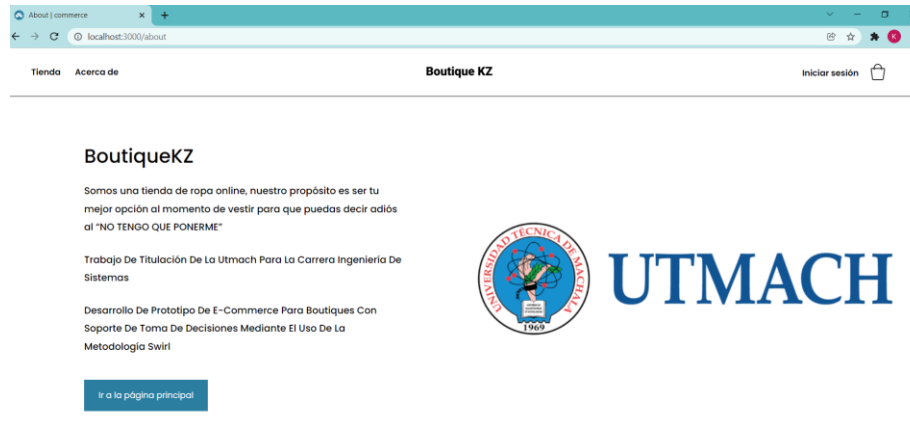 About | commerce
localhost:3000/about
K
Tienda Acerca de Boutique KZ Iniciar sesión
BoutiqueKZ
Somos una tienda de ropa online, nuestro propósito es ser tu
mejor opción al momento de vestir para que puedas decir adiós
al “NO TENGO QUE PONERME”
Trabajo De Titulación De La Utmach Para La Carrera Ingeniería De
Sistemas
Desarrollo De Prototipo De E-Commerce Para Boutiques Con
Soporte De Toma De Decisiones Mediante El Uso De La
Metodología Swirl
Ir a la página principal
UNIVERSIDAD TÉCNICA DE MACHALA
1969
UTMACH